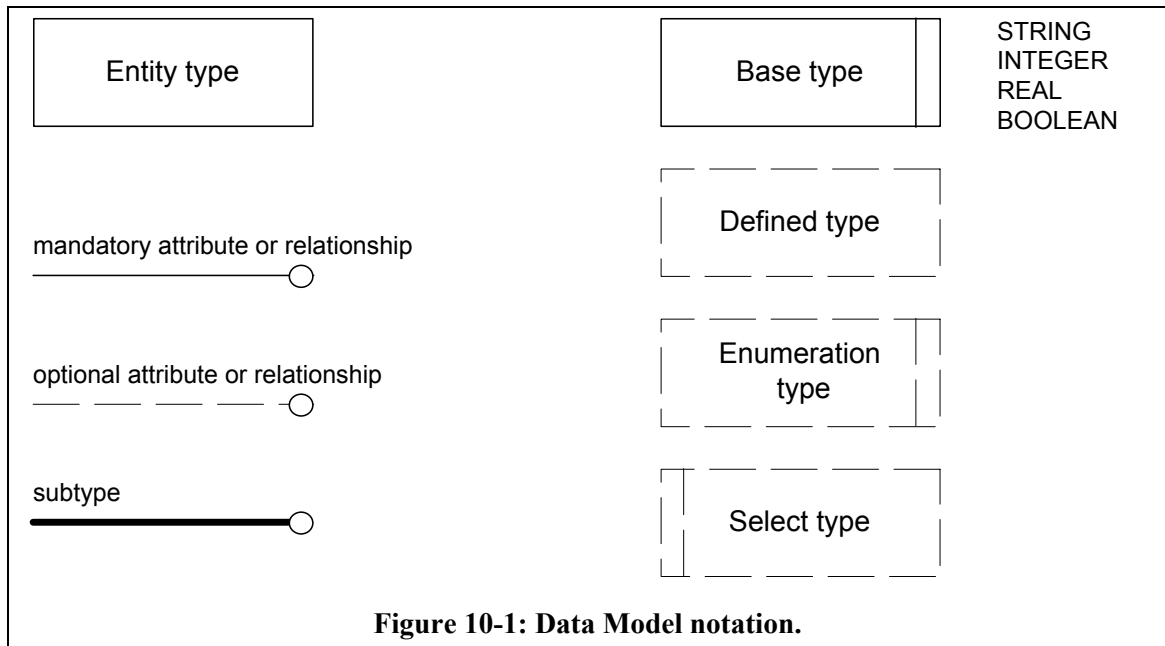 Entity type
Base type
STRING
INTEGER
REAL
BOOLEAN
mandatory attribute or relationship
Defined type
optional attribute or relationship
Enumeration
type
subtype
Select type
Figure 10-1: Data Model notation.